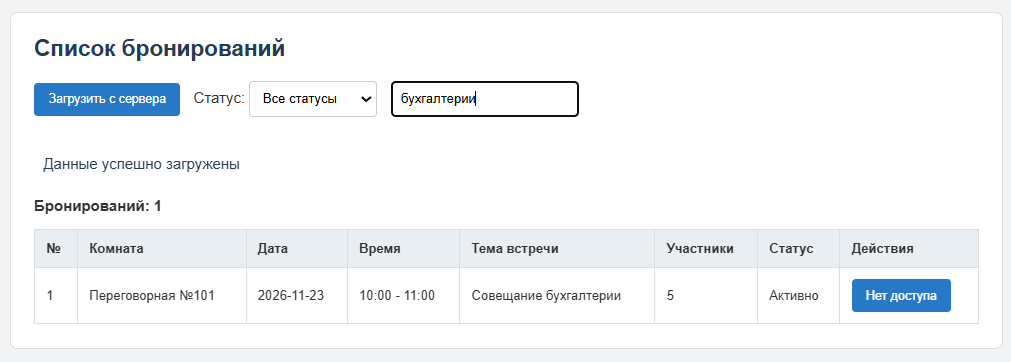 Список бронирований
Загрузить с сервера Статус: Все статусы бухгалтерии
Данные успешно загружены
Бронирований: 1
№ Комната Дата Время Тема встречи Участники Статус Действия
1 Переговорная №101 2026-11-23 10:00 - 11:00 Совещание бухгалтерии 5 Активно Нет доступа